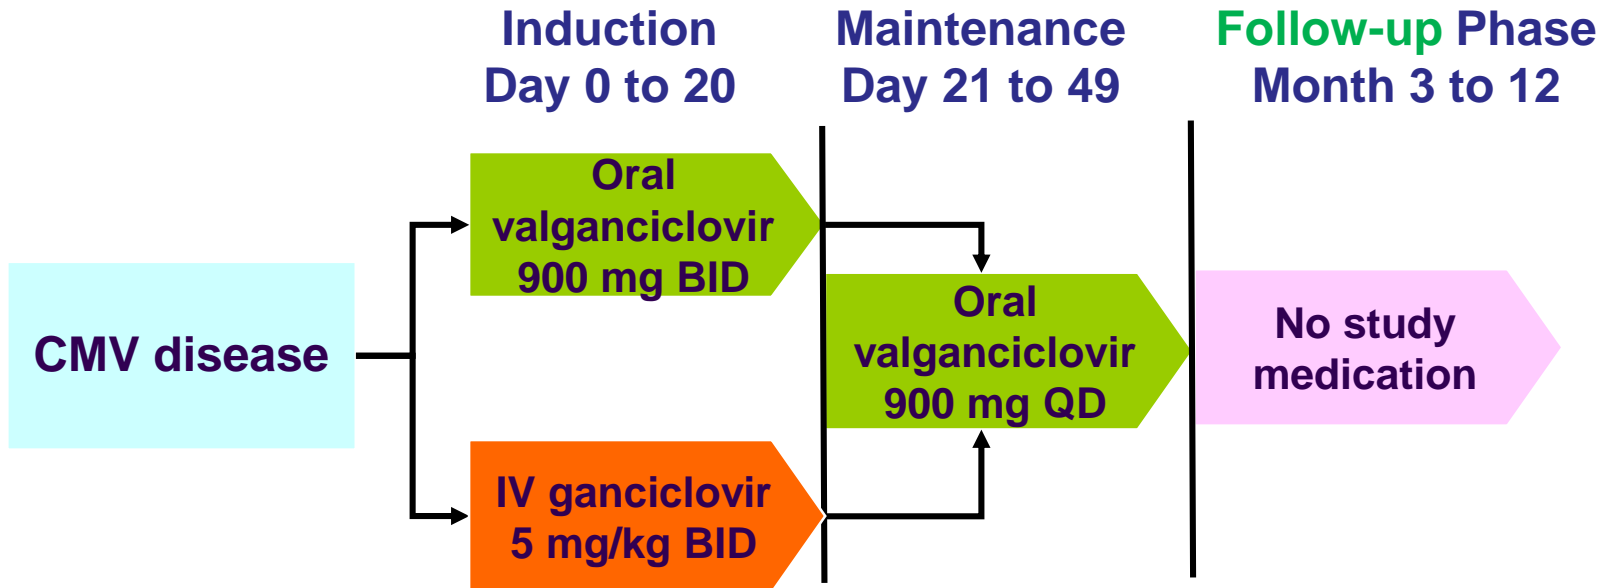 Induction
Day 0 to 20
Maintenance
Day 21 to 49
Follow-up Phase
Month 3 to 12
Oral
valganciclovir
900 mg BID
CMV disease
Oral
valganciclovir
900 mg QD
No study
medication
IV ganciclovir
5 mg/kg BID